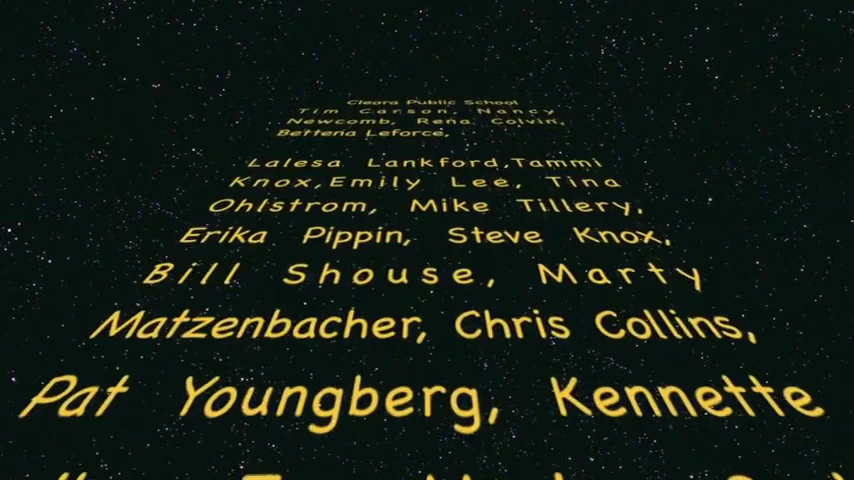 Cleora Public School
Tim Carson, Nancy
Newcomb, Rena Colvin,
Bettena Leforce,
Lalesa Lankford,Tammi
Knox,Emily Lee, Tina
Ohlstrom, Mike Tillery,
Erika Pippin, Steve Knox,
Bill Shouse, Marty
Matzenbacher, Chris Collins,
Pat Youngberg, Kennette